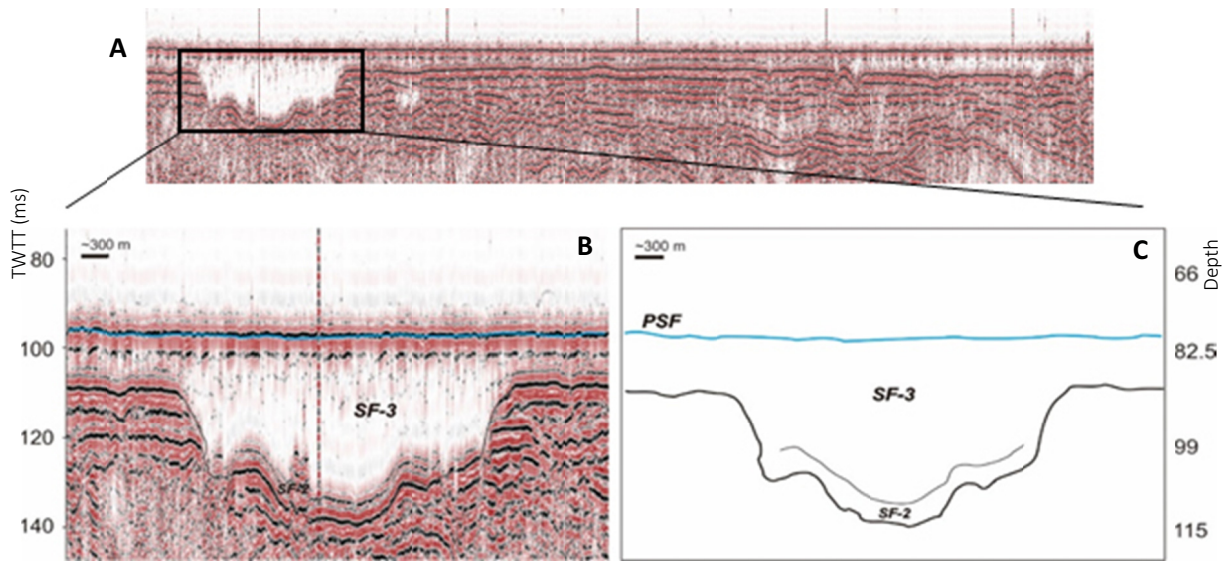 A
TWTT (ms)
80
100
120
140
~300 m
B
SF-3
SF-2
~300 m
C
PSF
SF-3
SF-2
66
82.5
99
115
Depth